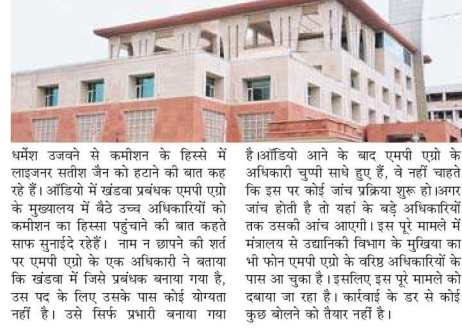 धर्मेश उजवने से कमीशन के हिस्से में
लाइजनर सतीश जैन को हटाने की बात कह
रहे हैं। ऑडियो में खंडवा प्रबंधक एमपी एग्रो
के मुख्यालय में बैठे उच्च अधिकारियों को
कमीशन का हिस्सा पहुंचाने की बात कहते
साफ सुनाईदे रहेहैं। नाम न छापने की शर्त
पर एमपी एग्रो के एक अधिकारी ने बताया
कि खंडवा में जिसे प्रबंधक बनाया गया है,
उस पद के लिए उसके पास कोई योग्यता
नहीं है। उसे सिर्फ प्रभारी बनाया गया
है।ऑडियो आने के बाद एमपी एग्रो के
अधिकारी चुप्पी साधे हुए हैं, वे नहीं चाहते
कि इस पर कोई जांच प्रक्रिया शुरू हो।अगर
जांच होती है तो यहां के बड़े अधिकारियों
तक उसकी आंच आएगी। इस पूरे मामले में
मंत्रालय से उद्यानिकी विभाग के मुखिया का
भी फोन एमपी एग्रो के वरिष्ठ अधिकारियों के
पास आ चुका है। इसलिए इस पूरे मामले को
दबाया जा रहा है। कार्रवाई के डर से कोई
कुछ बोलने को तैयार नहीं है।